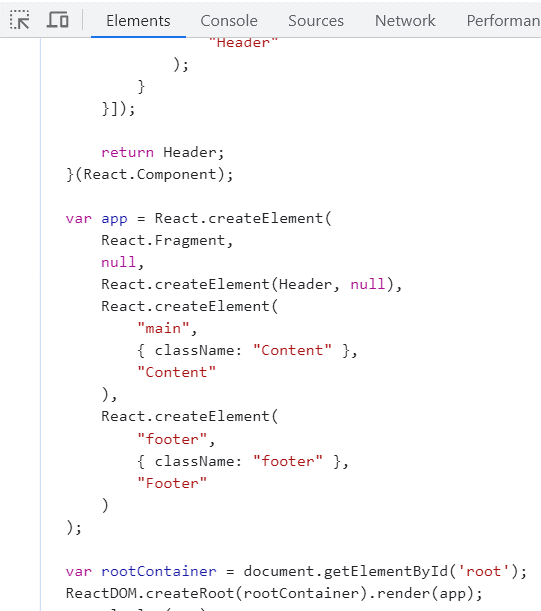 Elements Console Sources Network Performan
"Header"
);
}
}]);
return Header;
}(React.Component);
var app = React.createElement(
React.Fragment,
null,
React.createElement(Header, null),
React.createElement(
"main",
{ className: "Content" },
"Content"
),
React.createElement(
"footer",
{ className: "footer" },
"Footer"
)
);
var rootContainer = document.getElementById('root');
ReactDOM.createRoot(rootContainer).render(app);